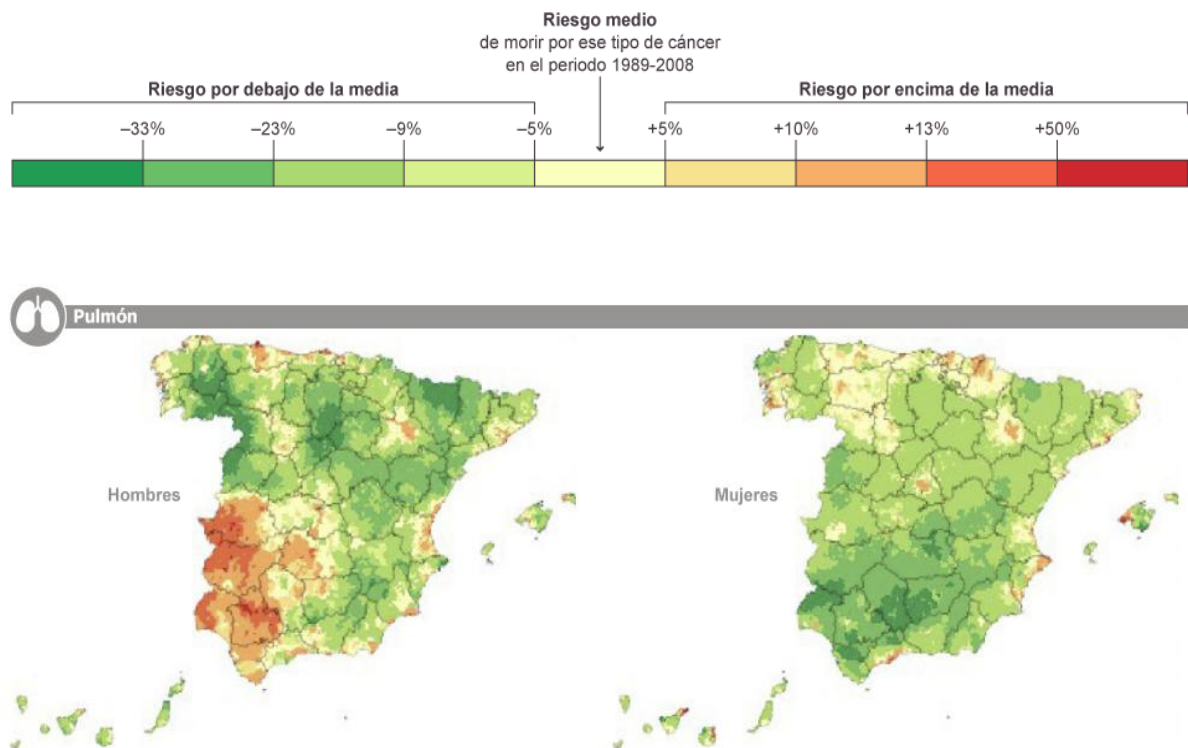 Riesgo medio
de morir por ese tipo de cáncer
en el periodo 1989-2008
Riesgo por debajo de la media
Riesgo por encima de la media
–33%
–23%
–9%
–5%
+5%
+10%
+13%
+50%
Pulmón
Hombres
Mujeres